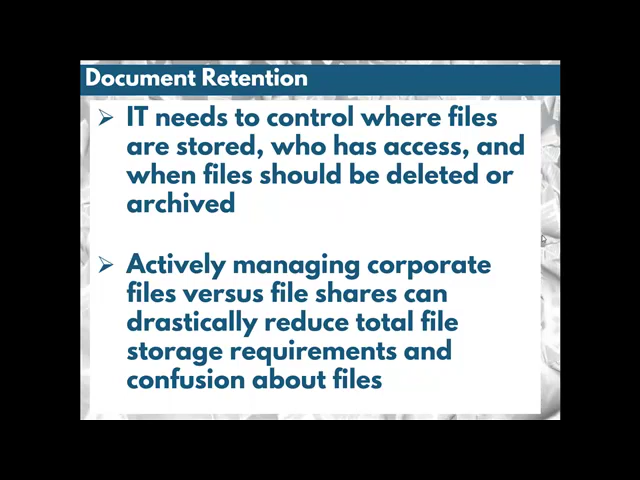 Document Retention
IT needs to control where files
are stored, who has access, and
when files should be deleted or
archived
Actively managing corporate
files versus file shares can
drastically reduce total file
storage requirements and
confusion about files